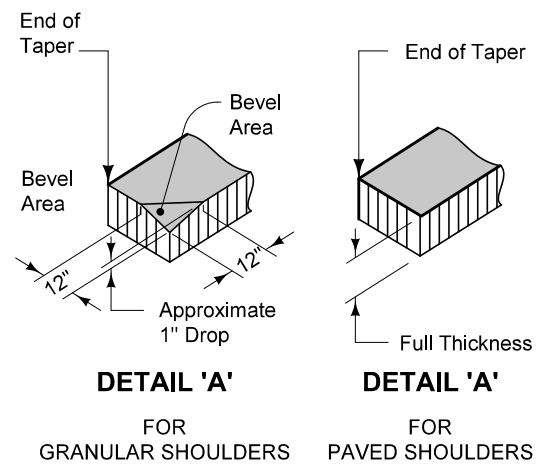 End of
Taper
Bevel
Area
Bevel
Area
12"
12"
Approximate
1" Drop
DETAIL 'A'
FOR
GRANULAR SHOULDERS
End of Taper
Full Thickness
DETAIL 'A'
FOR
PAVED SHOULDERS